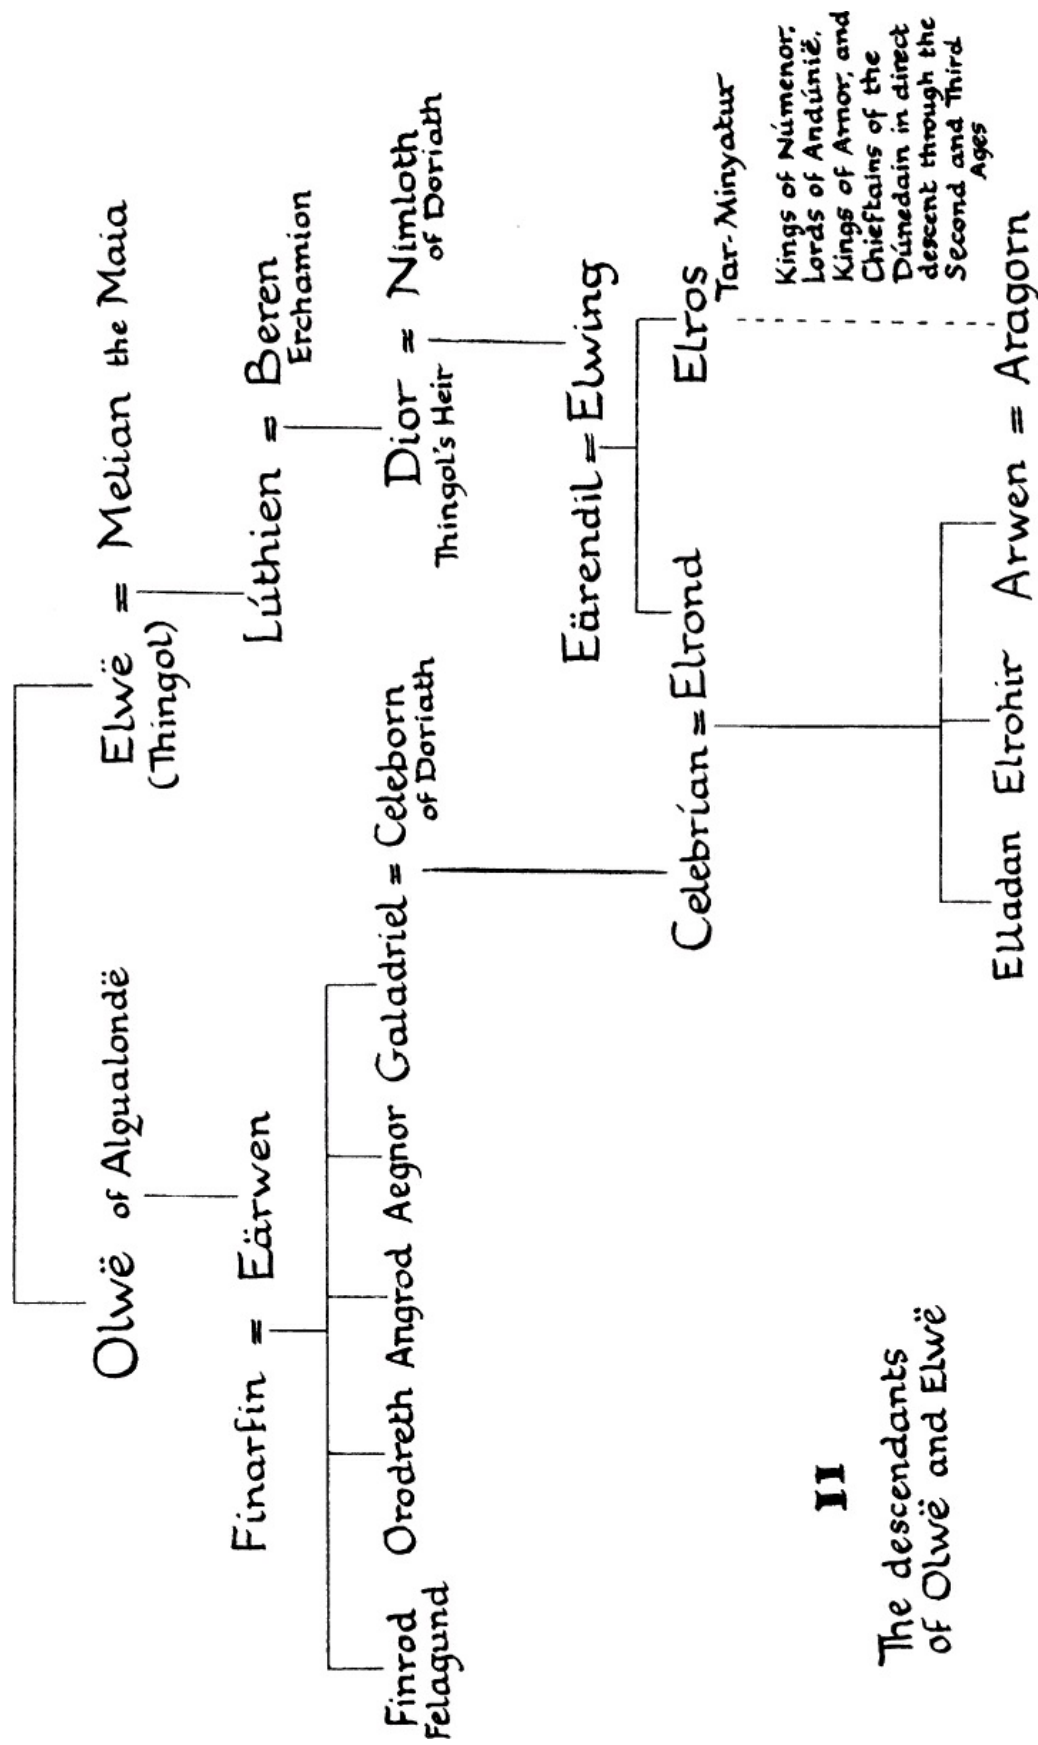 Olwë of Alqualondë
Elwë = Melian the Maia
(Thingol)
Finarfin = Eärwen
Lúthien = Beren
Erchamion
Finrod Orodreth Angrod Aegnor Galadriel = Celeborn
Felagund
of Doriath
Dior = Nimloth
Thingol's Heir
of Doriath
Eärendil = Elwing
Celebrían = Elrond
Elros
Tar-Minyatur
Kings of Númenor,
Lords of Andúnië,
Kings of Arnor, and
Chieftains of the
Dúnedain in direct
descent through the
Second and Third
Ages
Elladan Elrohir Arwen = Aragorn
II
The descendants
of Olwë and Elwë